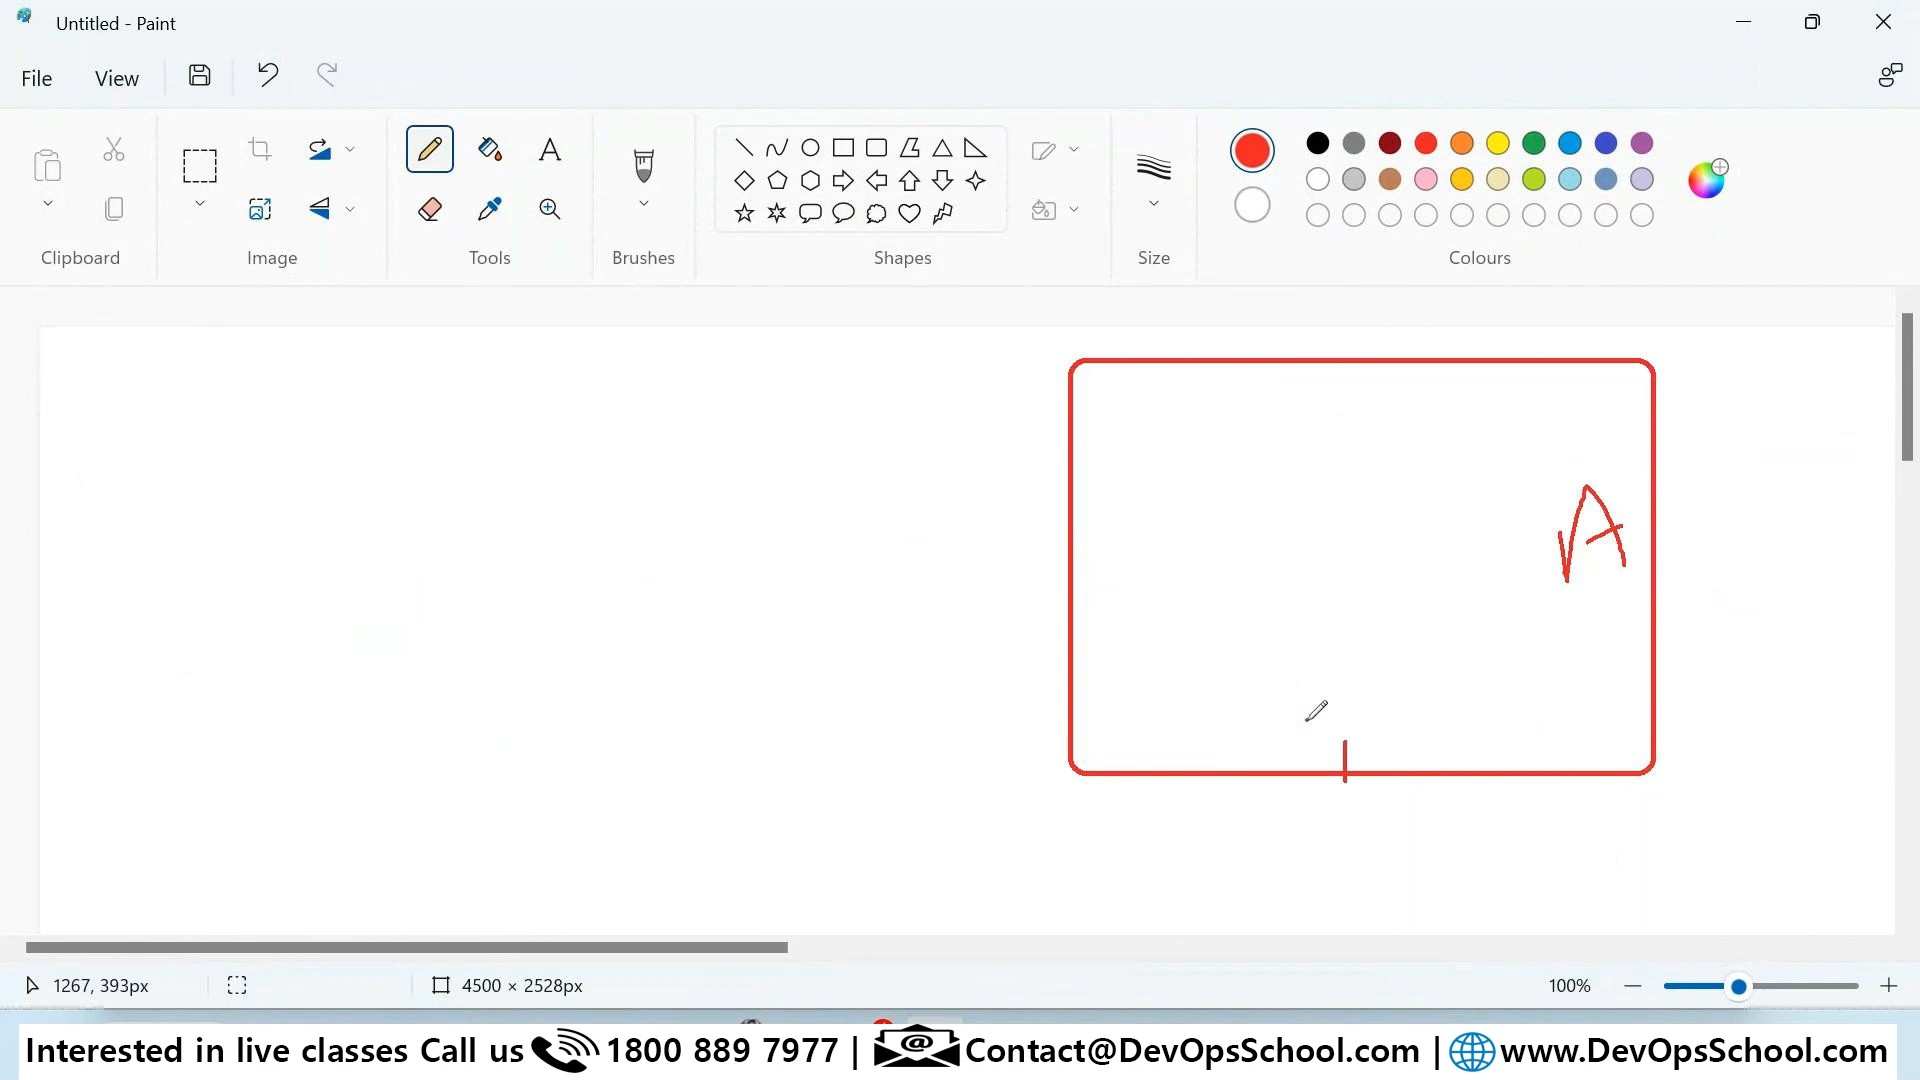 Untitled - Paint
File View
Clipboard Image Tools Brushes Shapes Size Colours
A
1267, 393px 4500 × 2528px 100%
Interested in live classes Call us 1800 889 7977 | Contact@DevOpsSchool.com | www.DevOpsSchool.com